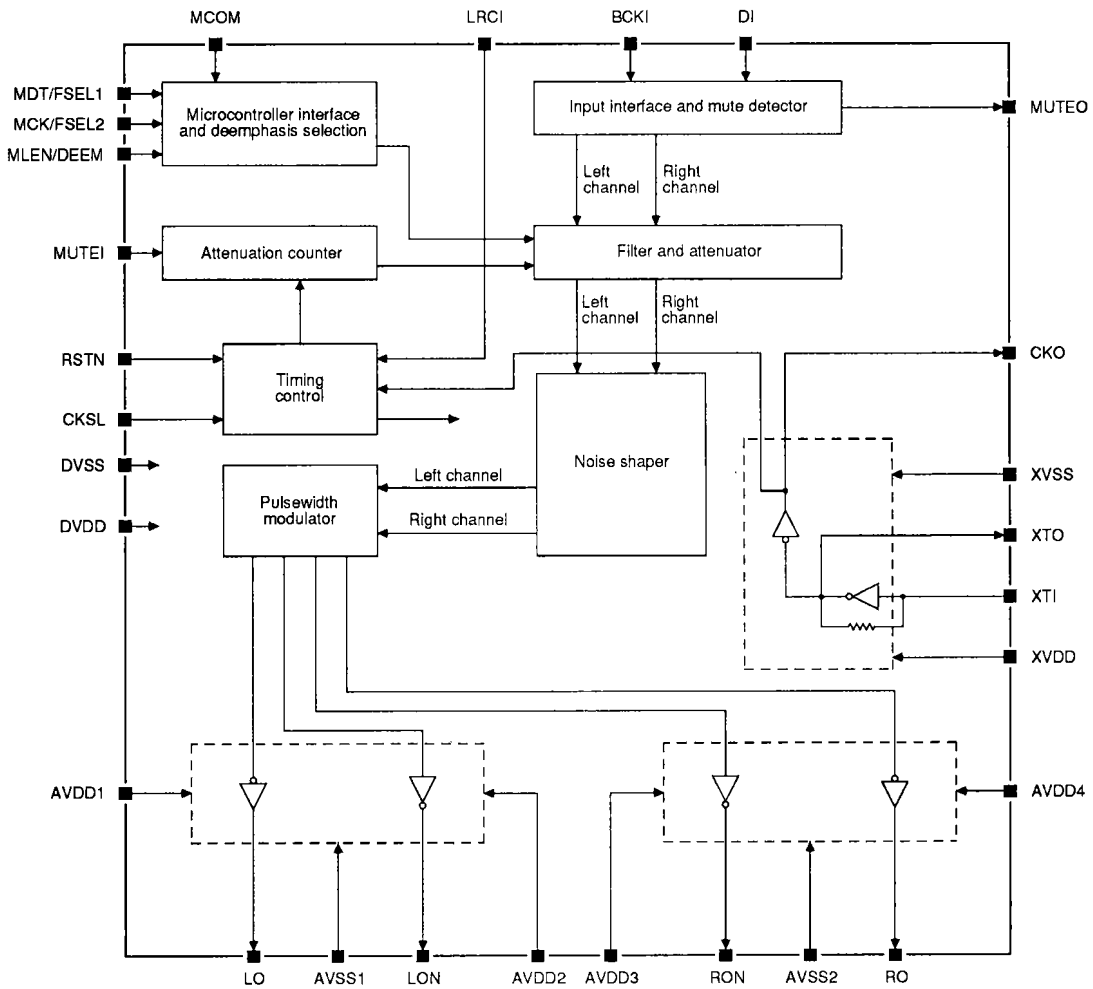 MCOM
LRCI
BCKI
DI
MDT/FSEL1
MCK/FSEL2
MLEN/DEEM
Microcontroller interface
and deemphasis selection
Input interface and mute detector
MUTEO
Left
channel
Right
channel
MUTEI
Attenuation counter
Filter and attenuator
Left
channel
Right
channel
RSTN
CKSL
Timing
control
CKO
DVSS
DVDD
Pulsewidth
modulator
Left channel
Right channel
Noise shaper
XVSS
XTO
XTI
XVDD
AVDD1
AVDD4
LO
AVSS1
LON
AVDD2
AVDD3
RON
AVSS2
RO